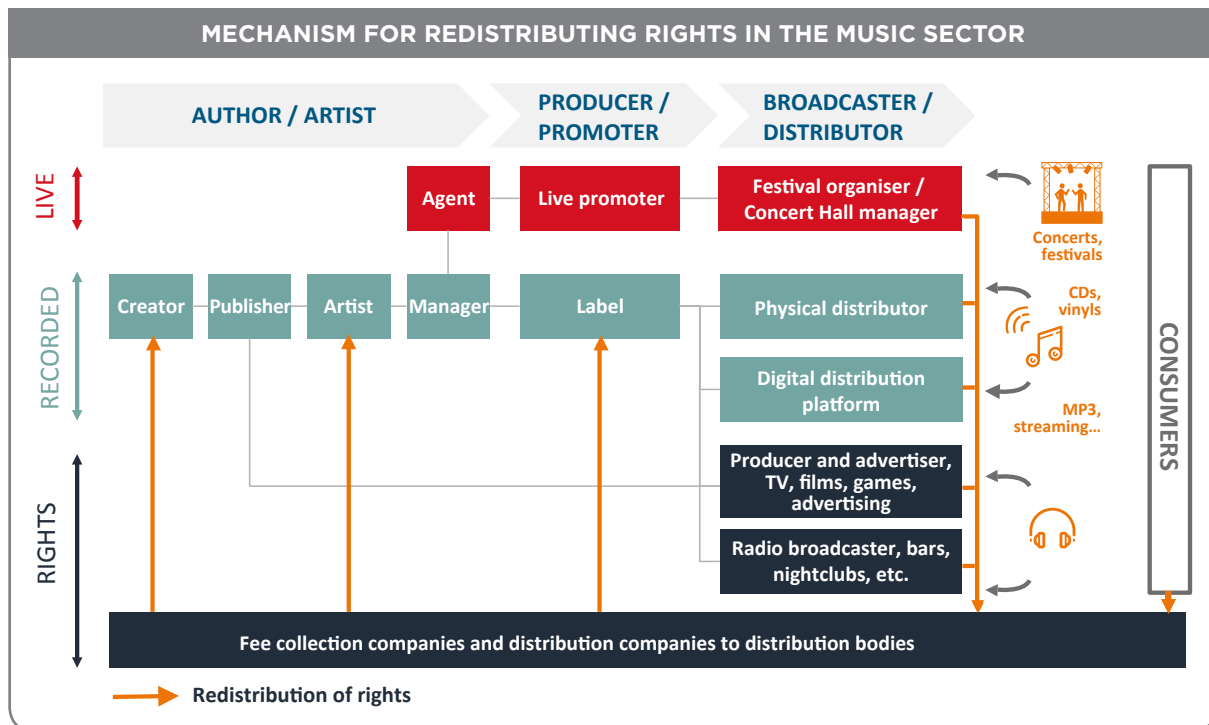 MECHANISM FOR REDISTRIBUTING RIGHTS IN THE MUSIC SECTOR
AUTHOR / ARTIST
PRODUCER /
PROMOTER
BROADCASTER /
DISTRIBUTOR
LIVE
Agent
Live promoter
Festival organiser /
Concert Hall manager
Concerts,
festivals
RECORDED
Creator
Publisher
Artist
Manager
Label
Physical distributor
CDs,
vinyls
Digital distribution
platform
MP3,
streaming...
CONSUMERS
RIGHTS
Producer and advertiser,
TV, films, games,
advertising
Radio broadcaster, bars,
nightclubs, etc.
Fee collection companies and distribution companies to distribution bodies
Redistribution of rights